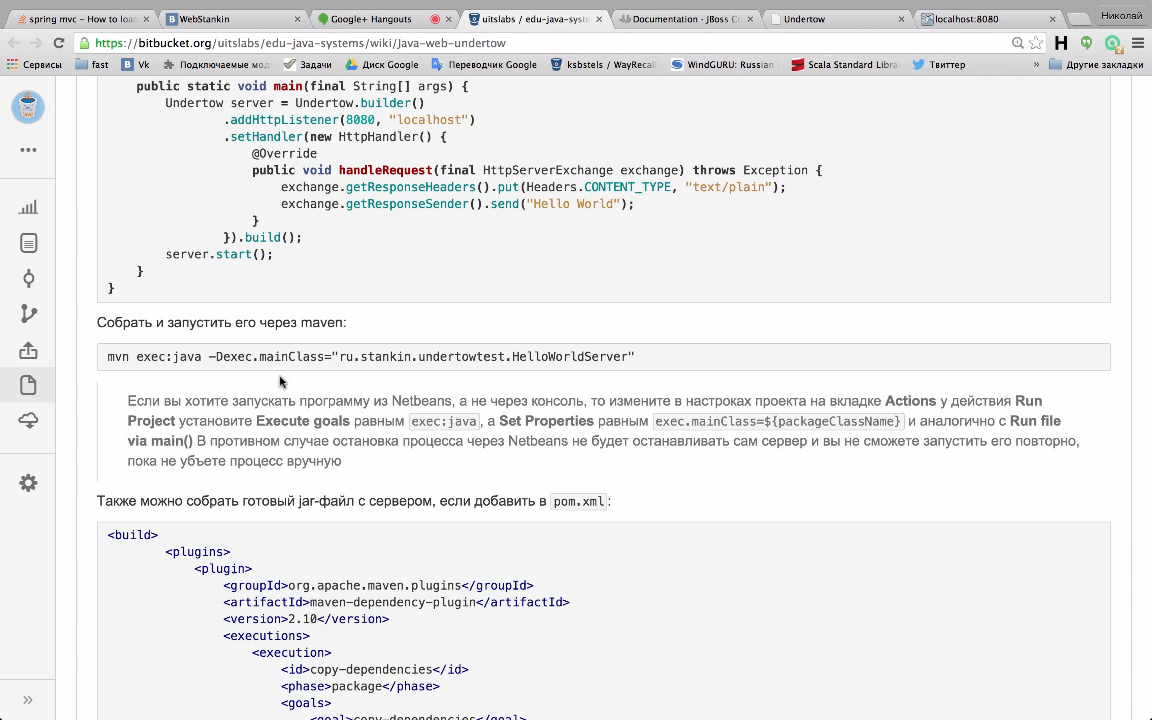 spring mvc - How to load
WebStankin
Google+ Hangouts
uitslabs / edu-java-syste
Documentation - JBoss Co
Undertow
localhost:8080
Николай
https://bitbucket.org/uitslabs/edu-java-systems/wiki/Java-web-undertow
Сервисы
fast
Vk
Подключаемые мод
Задачи
Диск Google
Переводчик Google
ksbstels / WayRecal
WindGURU: Russian
Scala Standard Libra
Твиттер
»
Другие закладки
public static void main(final String[] args) {
Undertow server = Undertow.builder()
.addHttpListener(8080, "localhost")
.setHandler(new HttpHandler() {
@Override
public void handleRequest(final HttpServerExchange exchange) throws Exception {
exchange.getResponseHeaders().put(Headers.CONTENT_TYPE, "text/plain");
exchange.getResponseSender().send("Hello World");
}
}).build();
server.start();
}
}
Собрать и запустить его через maven:
mvn exec:java -Dexec.mainClass="ru.stankin.undertowtest.HelloWorldServer"
Если вы хотите запускать программу из Netbeans, а не через консоль, то измените в настроках проекта на вкладке Actions у действия Run
Project установите Execute goals равным exec:java, а Set Properties равным exec.mainClass=${packageClassName} и аналогично с Run file
via main() В противном случае остановка процесса через Netbeans не будет останавливать сам сервер и вы не сможете запустить его повторно,
пока не убъете процесс вручную
Также можно собрать готовый jar-файл с сервером, если добавить в pom.xml:
<build>
<plugins>
<plugin>
<groupId>org.apache.maven.plugins</groupId>
<artifactId>maven-dependency-plugin</artifactId>
<version>2.10</version>
<executions>
<execution>
<id>copy-dependencies</id>
<phase>package</phase>
<goals>
<goal>copy-dependencies</goal>